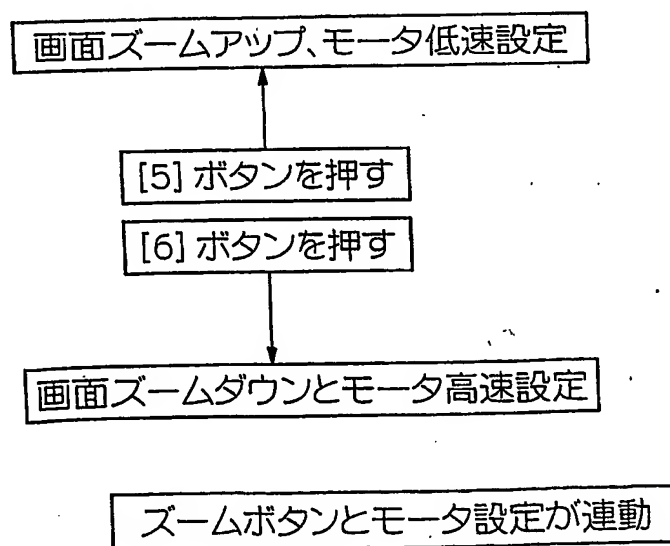 画面ズームアップ、モータ低速設定
[5] ボタンを押す
[6] ボタンを押す
画面ズームダウンとモータ高速設定
ズームボタンとモータ設定が連動